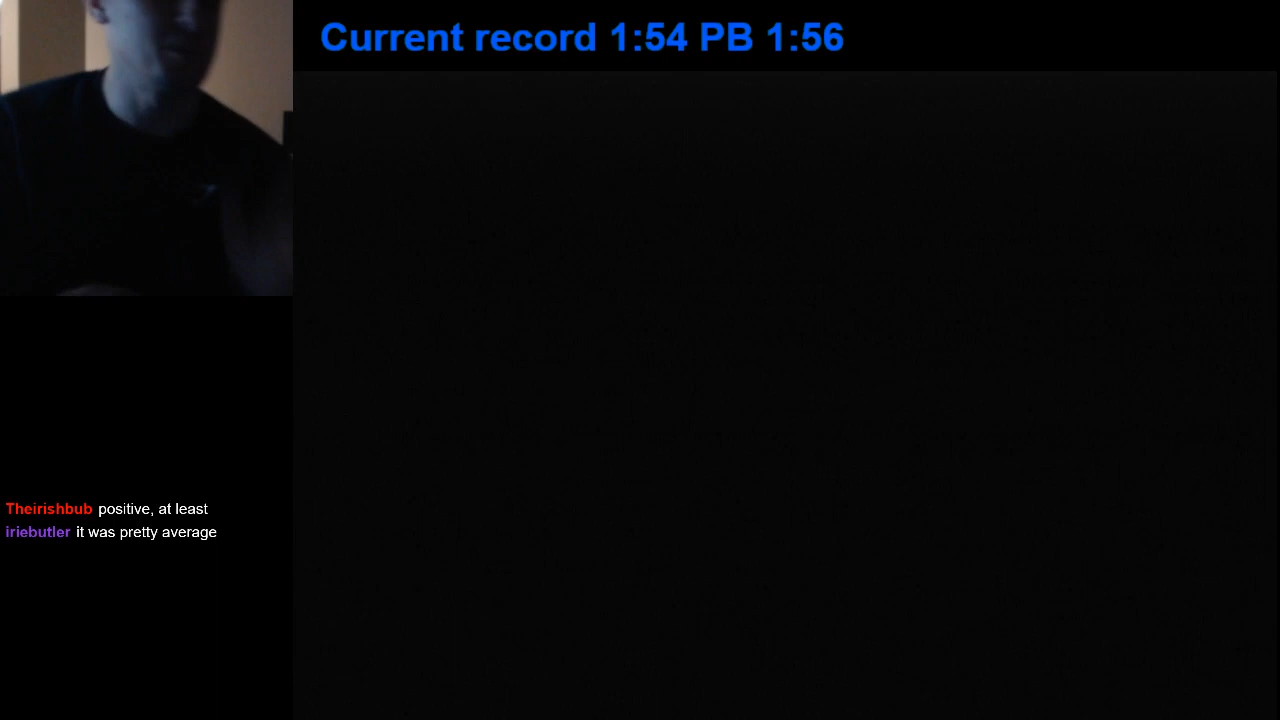 Current record 1:54 PB 1:56
Theirishbub positive, at least
iriebutler it was pretty average